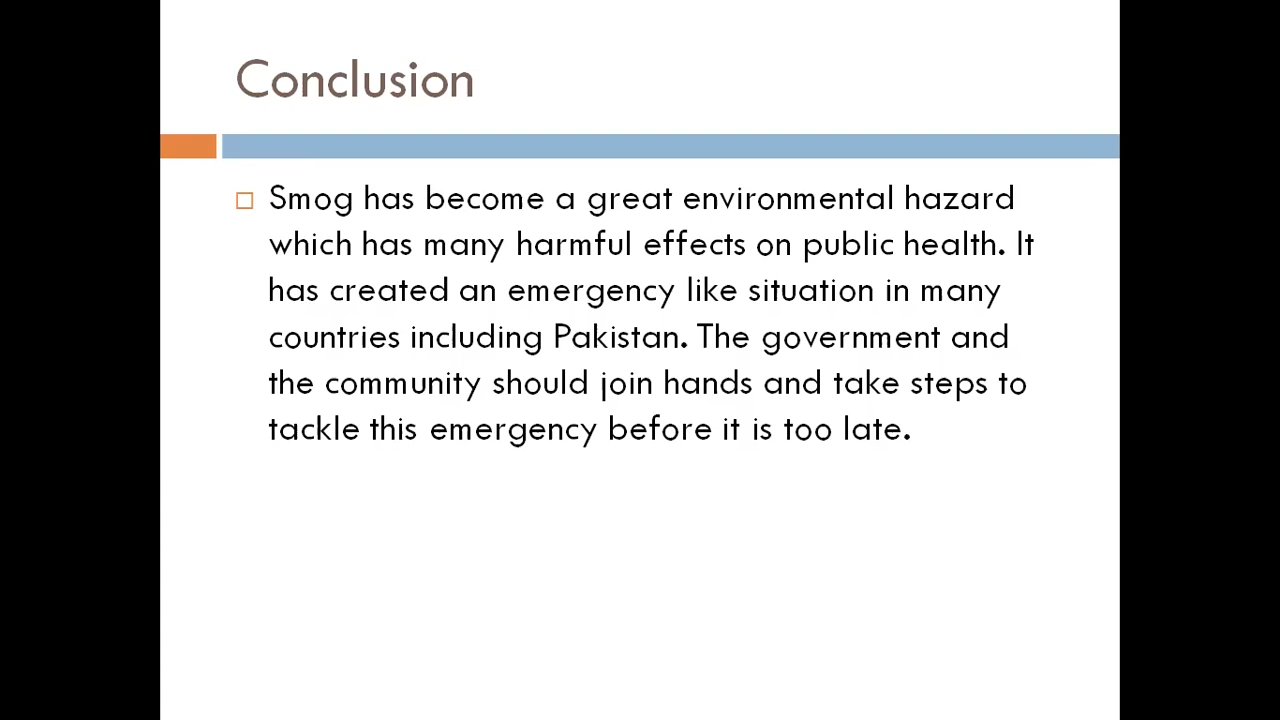 Conclusion
Smog has become a great environmental hazard
which has many harmful effects on public health. It
has created an emergency like situation in many
countries including Pakistan. The government and
the community should join hands and take steps to
tackle this emergency before it is too late.